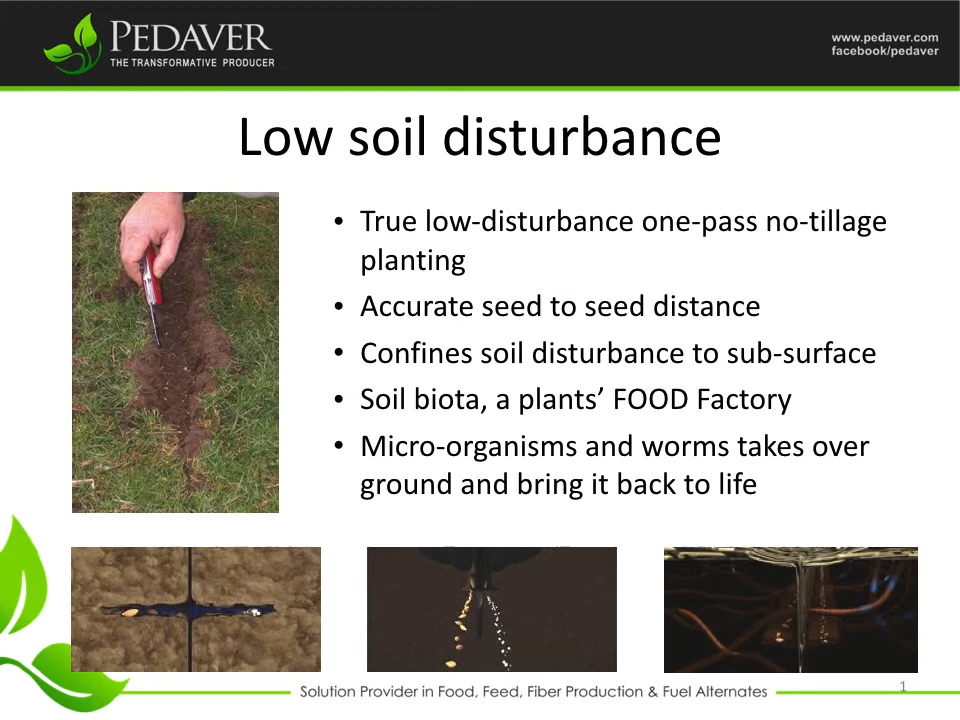 PEDAVER
THE TRANSFORMATIVE PRODUCER
www.pedaver.com
facebook/pedaver
Low soil disturbance
• True low-disturbance one-pass no-tillage
planting
• Accurate seed to seed distance
• Confines soil disturbance to sub-surface
• Soil biota, a plants’ FOOD Factory
• Micro-organisms and worms takes over
ground and bring it back to life
Solution Provider in Food, Feed, Fiber Production & Fuel Alternates
1